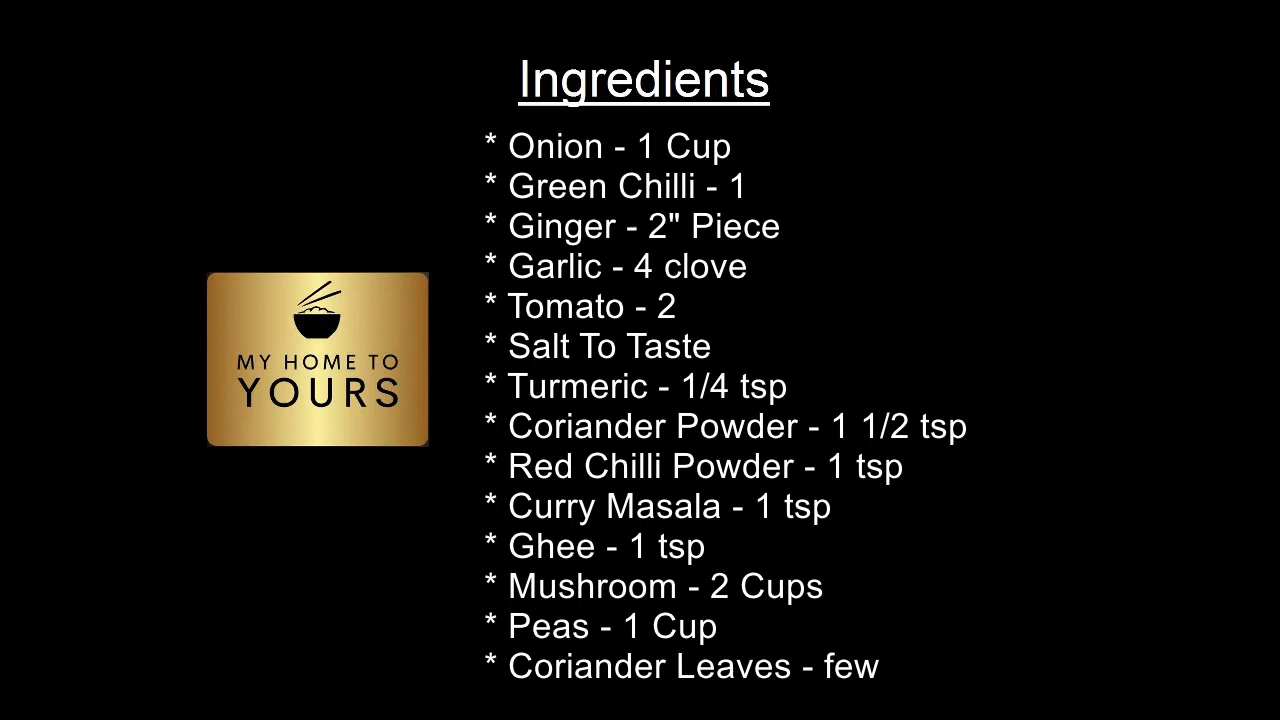 Ingredients
* Onion - 1 Cup
* Green Chilli - 1
* Ginger - 2" Piece
* Garlic - 4 clove
* Tomato - 2
* Salt To Taste
* Turmeric - 1/4 tsp
* Coriander Powder - 1 1/2 tsp
* Red Chilli Powder - 1 tsp
* Curry Masala - 1 tsp
* Ghee - 1 tsp
* Mushroom - 2 Cups
* Peas - 1 Cup
* Coriander Leaves - few
MY HOME TO
YOURS